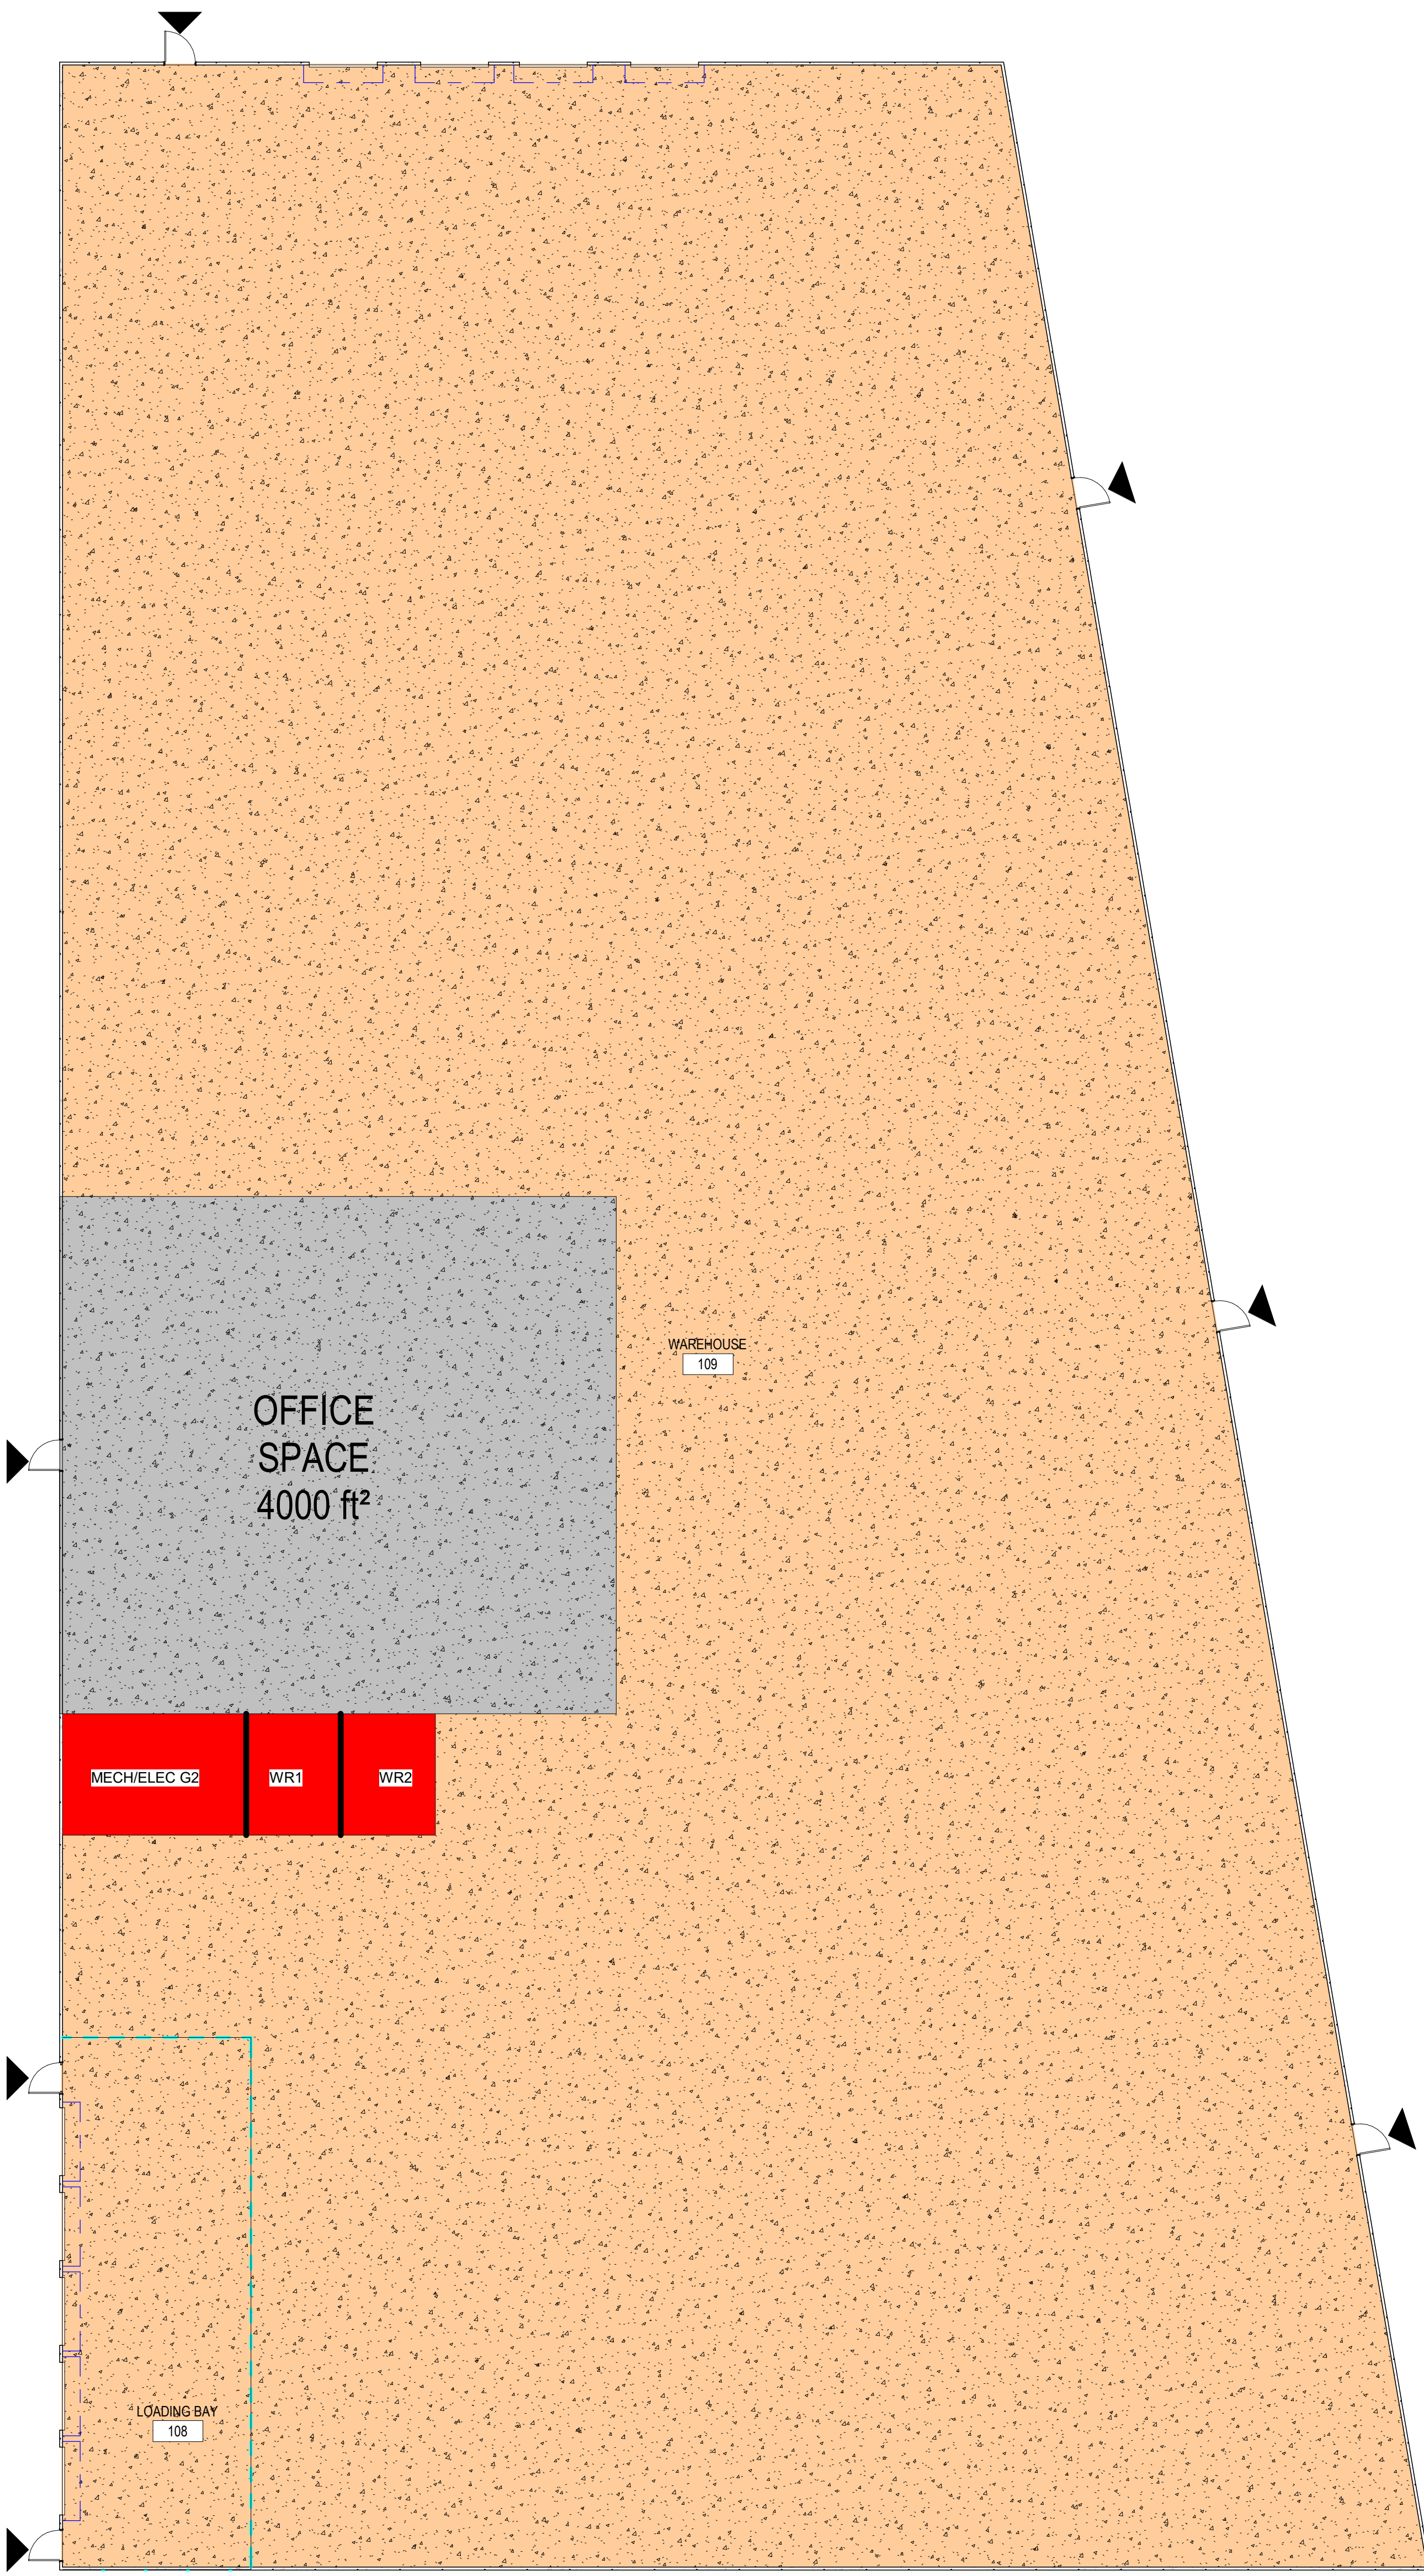 WAREHOUSE
109
OFFICE
SPACE
4000 ft²
MECH/ELEC G2
WR1
WR2
LOADING BAY
108